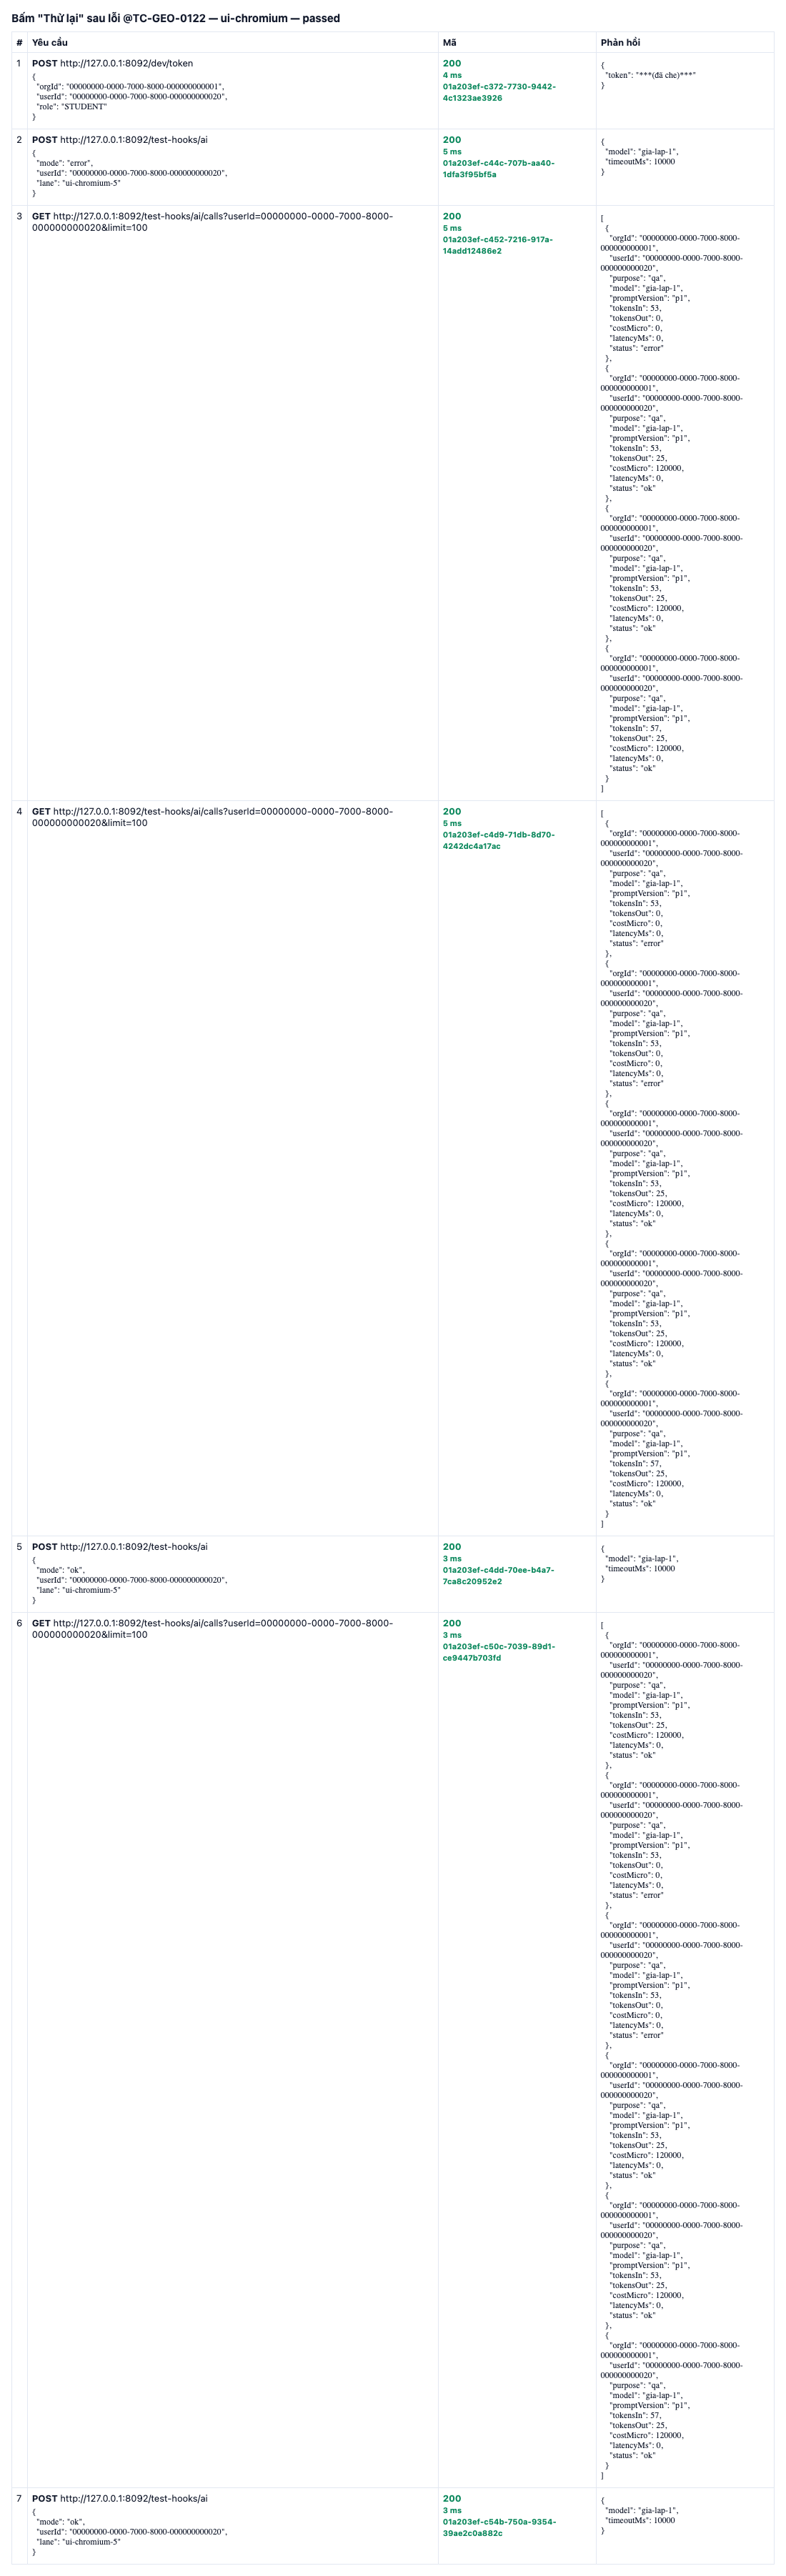 Bấm "Thử lại" sau lỗi @TC-GEO-0122 — ui-chromium — passed
# Yêu cầu Mã Phản hồi
1 POST http://127.0.0.1:8092/dev/token
{
"orgId": "00000000-0000-7000-8000-000000000001",
"userId": "00000000-0000-7000-8000-000000000020",
"role": "STUDENT"
}
200
4 ms
01a203ef-c372-7730-9442-
4c1323ae3926
{
"token": "***(đã che)***"
}
2 POST http://127.0.0.1:8092/test-hooks/ai
{
"mode": "error",
"userId": "00000000-0000-7000-8000-000000000020",
"lane": "ui-chromium-5"
}
200
5 ms
01a203ef-c44c-707b-aa40-
1dfa3f95bf5a
{
"model": "gia-lap-1",
"timeoutMs": 10000
}
3 GET http://127.0.0.1:8092/test-hooks/ai/calls?userId=00000000-0000-7000-8000-
000000000020&limit=100
200
5 ms
01a203ef-c452-7216-917a-
14add12486e2
[
{
"orgId": "00000000-0000-7000-8000-
000000000001",
"userId": "00000000-0000-7000-8000-
000000000020",
"purpose": "qa",
"model": "gia-lap-1",
"promptVersion": "p1",
"tokensIn": 53,
"tokensOut": 0,
"costMicro": 0,
"latencyMs": 0,
"status": "error"
},
{
"orgId": "00000000-0000-7000-8000-
000000000001",
"userId": "00000000-0000-7000-8000-
000000000020",
"purpose": "qa",
"model": "gia-lap-1",
"promptVersion": "p1",
"tokensIn": 53,
"tokensOut": 25,
"costMicro": 120000,
"latencyMs": 0,
"status": "ok"
},
{
"orgId": "00000000-0000-7000-8000-
000000000001",
"userId": "00000000-0000-7000-8000-
000000000020",
"purpose": "qa",
"model": "gia-lap-1",
"promptVersion": "p1",
"tokensIn": 53,
"tokensOut": 25,
"costMicro": 120000,
"latencyMs": 0,
"status": "ok"
},
{
"orgId": "00000000-0000-7000-8000-
000000000001",
"userId": "00000000-0000-7000-8000-
000000000020",
"purpose": "qa",
"model": "gia-lap-1",
"promptVersion": "p1",
"tokensIn": 57,
"tokensOut": 25,
"costMicro": 120000,
"latencyMs": 0,
"status": "ok"
}
]
4 GET http://127.0.0.1:8092/test-hooks/ai/calls?userId=00000000-0000-7000-8000-
000000000020&limit=100
200
5 ms
01a203ef-c4d9-71db-8d70-
4242dc4a17ac
[
{
"orgId": "00000000-0000-7000-8000-
000000000001",
"userId": "00000000-0000-7000-8000-
000000000020",
"purpose": "qa",
"model": "gia-lap-1",
"promptVersion": "p1",
"tokensIn": 53,
"tokensOut": 0,
"costMicro": 0,
"latencyMs": 0,
"status": "error"
},
{
"orgId": "00000000-0000-7000-8000-
000000000001",
"userId": "00000000-0000-7000-8000-
000000000020",
"purpose": "qa",
"model": "gia-lap-1",
"promptVersion": "p1",
"tokensIn": 53,
"tokensOut": 0,
"costMicro": 0,
"latencyMs": 0,
"status": "error"
},
{
"orgId": "00000000-0000-7000-8000-
000000000001",
"userId": "00000000-0000-7000-8000-
000000000020",
"purpose": "qa",
"model": "gia-lap-1",
"promptVersion": "p1",
"tokensIn": 53,
"tokensOut": 25,
"costMicro": 120000,
"latencyMs": 0,
"status": "ok"
},
{
"orgId": "00000000-0000-7000-8000-
000000000001",
"userId": "00000000-0000-7000-8000-
000000000020",
"purpose": "qa",
"model": "gia-lap-1",
"promptVersion": "p1",
"tokensIn": 53,
"tokensOut": 25,
"costMicro": 120000,
"latencyMs": 0,
"status": "ok"
},
{
"orgId": "00000000-0000-7000-8000-
000000000001",
"userId": "00000000-0000-7000-8000-
000000000020",
"purpose": "qa",
"model": "gia-lap-1",
"promptVersion": "p1",
"tokensIn": 57,
"tokensOut": 25,
"costMicro": 120000,
"latencyMs": 0,
"status": "ok"
}
]
5 POST http://127.0.0.1:8092/test-hooks/ai
{
"mode": "ok",
"userId": "00000000-0000-7000-8000-000000000020",
"lane": "ui-chromium-5"
}
200
3 ms
01a203ef-c4dd-70ee-b4a7-
7ca8c20952e2
{
"model": "gia-lap-1",
"timeoutMs": 10000
}
6 GET http://127.0.0.1:8092/test-hooks/ai/calls?userId=00000000-0000-7000-8000-
000000000020&limit=100
200
3 ms
01a203ef-c50c-7039-89d1-
ce9447b703fd
[
{
"orgId": "00000000-0000-7000-8000-
000000000001",
"userId": "00000000-0000-7000-8000-
000000000020",
"purpose": "qa",
"model": "gia-lap-1",
"promptVersion": "p1",
"tokensIn": 53,
"tokensOut": 25,
"costMicro": 120000,
"latencyMs": 0,
"status": "ok"
},
{
"orgId": "00000000-0000-7000-8000-
000000000001",
"userId": "00000000-0000-7000-8000-
000000000020",
"purpose": "qa",
"model": "gia-lap-1",
"promptVersion": "p1",
"tokensIn": 53,
"tokensOut": 0,
"costMicro": 0,
"latencyMs": 0,
"status": "error"
},
{
"orgId": "00000000-0000-7000-8000-
000000000001",
"userId": "00000000-0000-7000-8000-
000000000020",
"purpose": "qa",
"model": "gia-lap-1",
"promptVersion": "p1",
"tokensIn": 53,
"tokensOut": 0,
"costMicro": 0,
"latencyMs": 0,
"status": "error"
},
{
"orgId": "00000000-0000-7000-8000-
000000000001",
"userId": "00000000-0000-7000-8000-
000000000020",
"purpose": "qa",
"model": "gia-lap-1",
"promptVersion": "p1",
"tokensIn": 53,
"tokensOut": 25,
"costMicro": 120000,
"latencyMs": 0,
"status": "ok"
},
{
"orgId": "00000000-0000-7000-8000-
000000000001",
"userId": "00000000-0000-7000-8000-
000000000020",
"purpose": "qa",
"model": "gia-lap-1",
"promptVersion": "p1",
"tokensIn": 53,
"tokensOut": 25,
"costMicro": 120000,
"latencyMs": 0,
"status": "ok"
},
{
"orgId": "00000000-0000-7000-8000-
000000000001",
"userId": "00000000-0000-7000-8000-
000000000020",
"purpose": "qa",
"model": "gia-lap-1",
"promptVersion": "p1",
"tokensIn": 57,
"tokensOut": 25,
"costMicro": 120000,
"latencyMs": 0,
"status": "ok"
}
]
7 POST http://127.0.0.1:8092/test-hooks/ai
{
"mode": "ok",
"userId": "00000000-0000-7000-8000-000000000020",
"lane": "ui-chromium-5"
}
200
3 ms
01a203ef-c54b-750a-9354-
39ae2c0a882c
{
"model": "gia-lap-1",
"timeoutMs": 10000
}